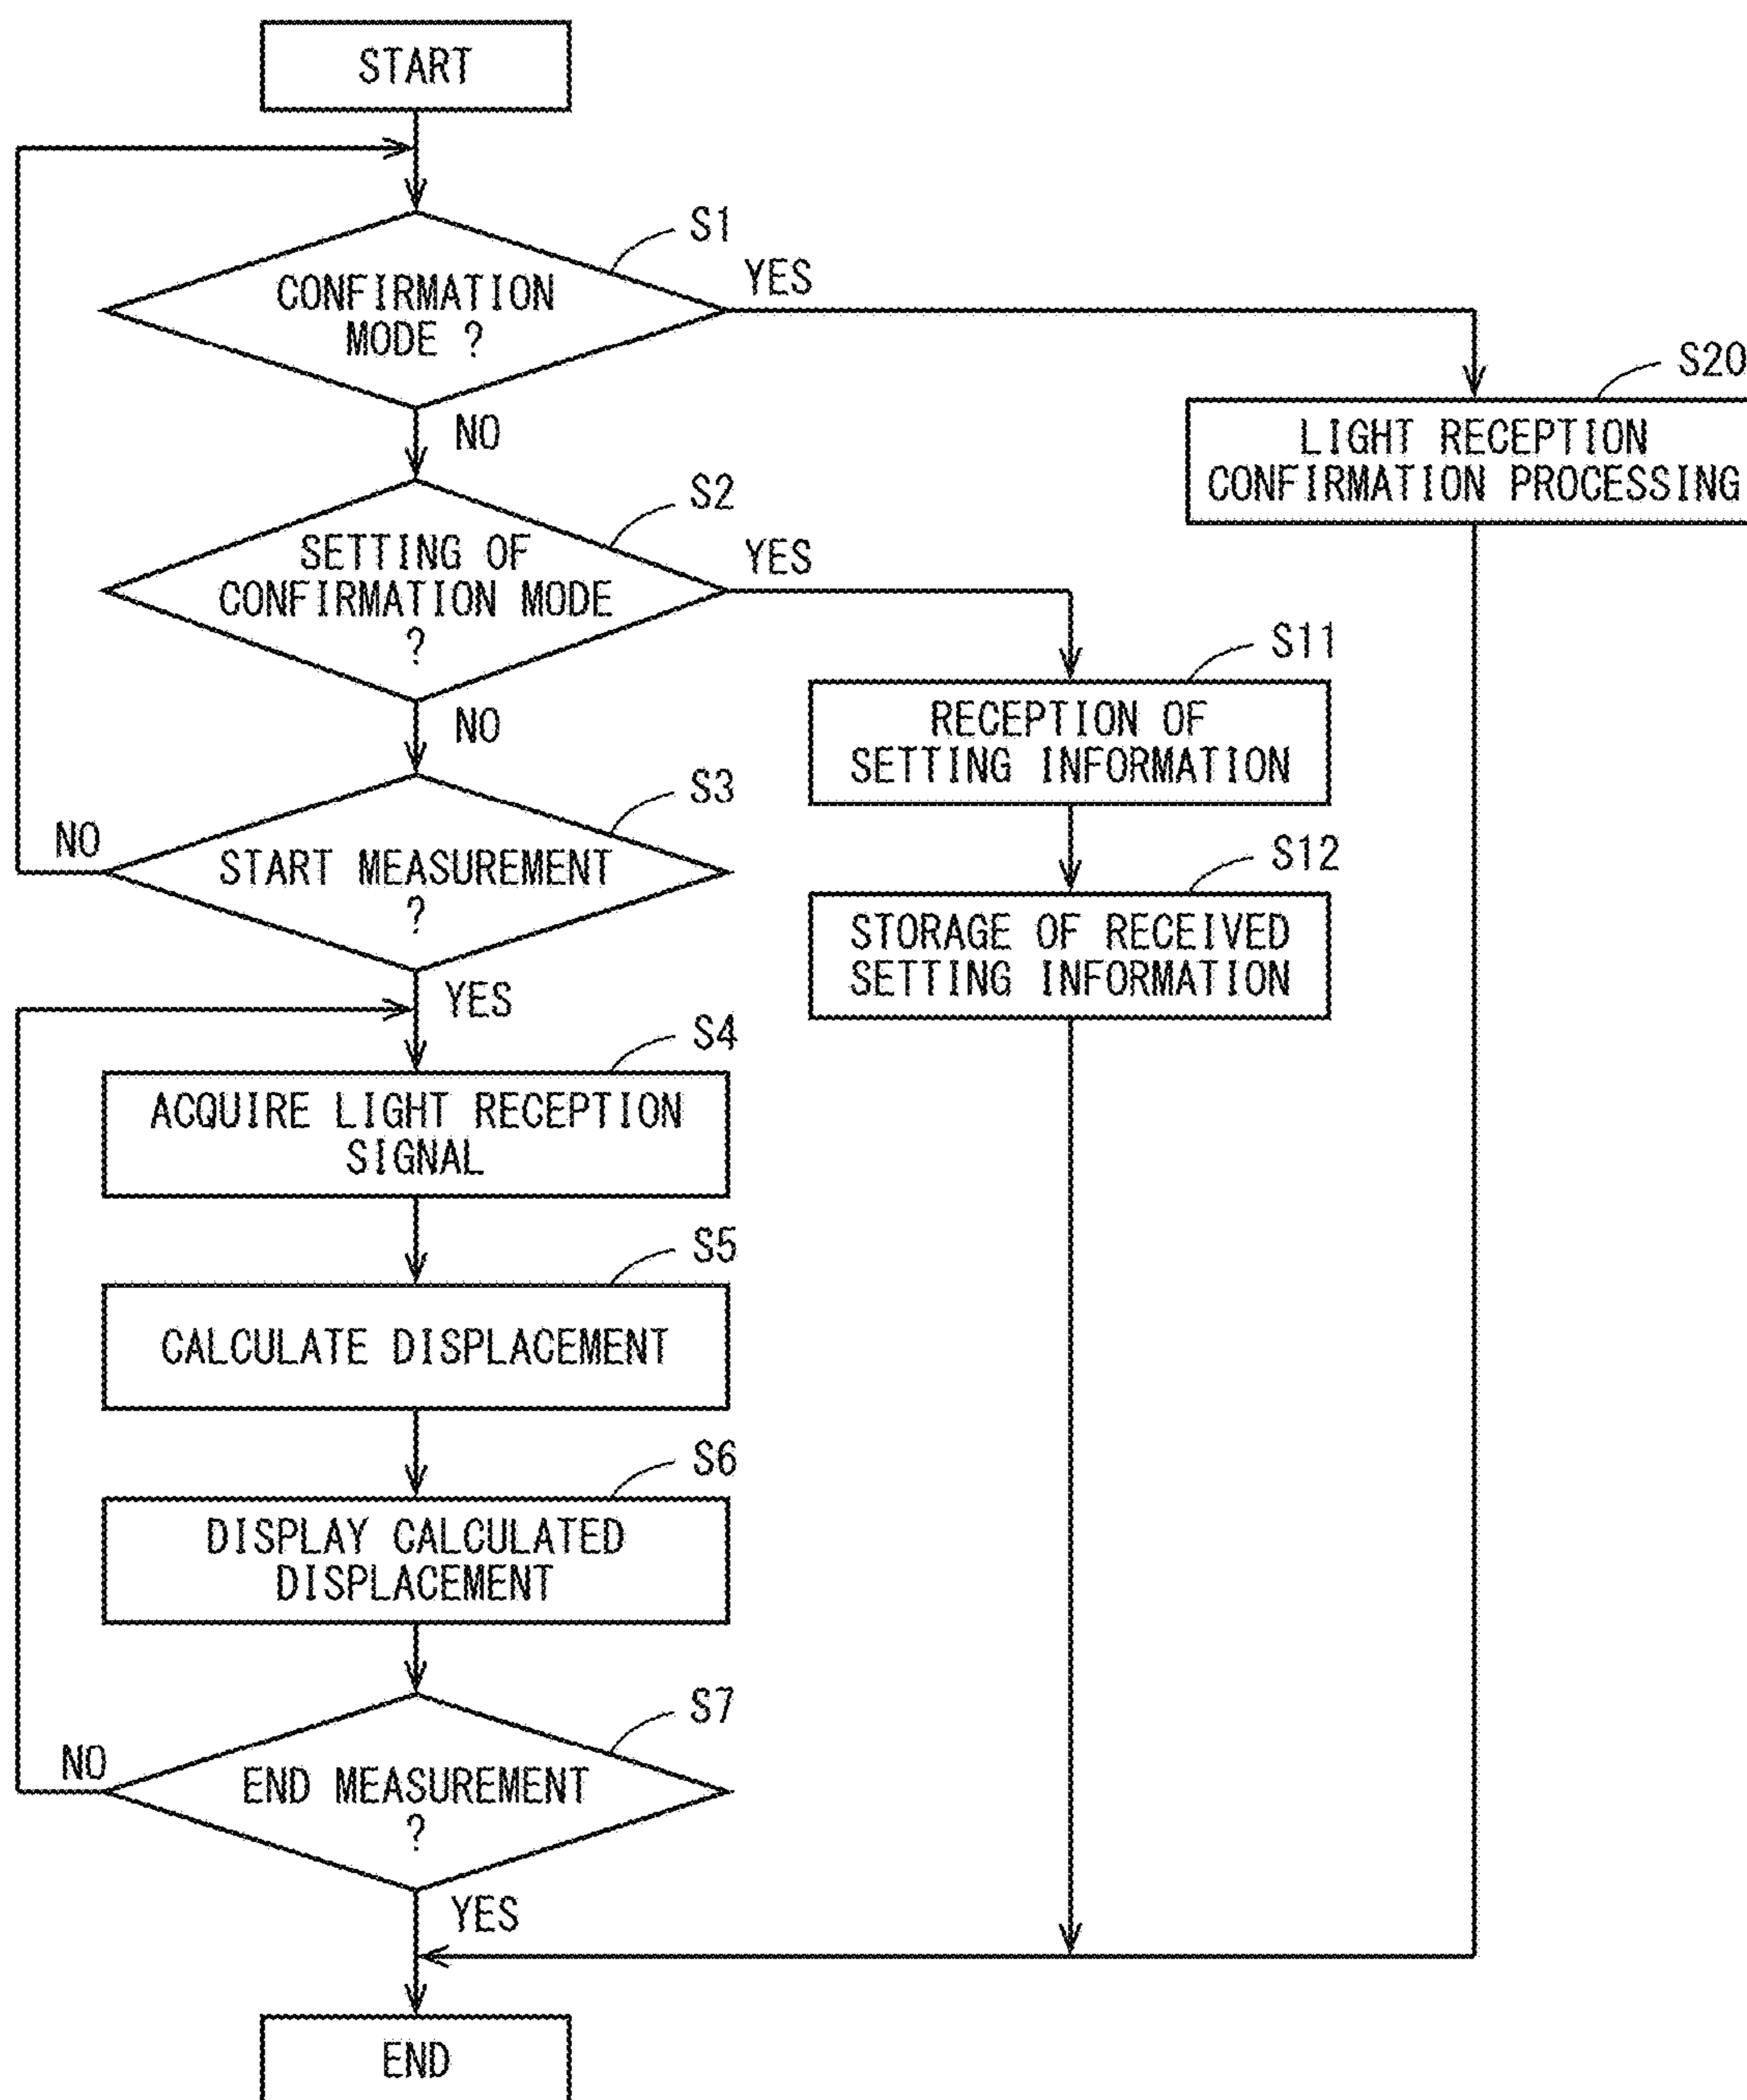 START
S1
CONFIRMATION
MODE ?
YES
NO
S20
LIGHT RECEPTION
CONFIRMATION PROCESSING
S2
SETTING OF
CONFIRMATION MODE
?
YES
NO
S11
RECEPTION OF
SETTING INFORMATION
S3
START MEASUREMENT
?
NO
YES
S12
STORAGE OF RECEIVED
SETTING INFORMATION
S4
ACQUIRE LIGHT RECEPTION
SIGNAL
S5
CALCULATE DISPLACEMENT
S6
DISPLAY CALCULATED
DISPLACEMENT
S7
END MEASUREMENT
?
NO
YES
END